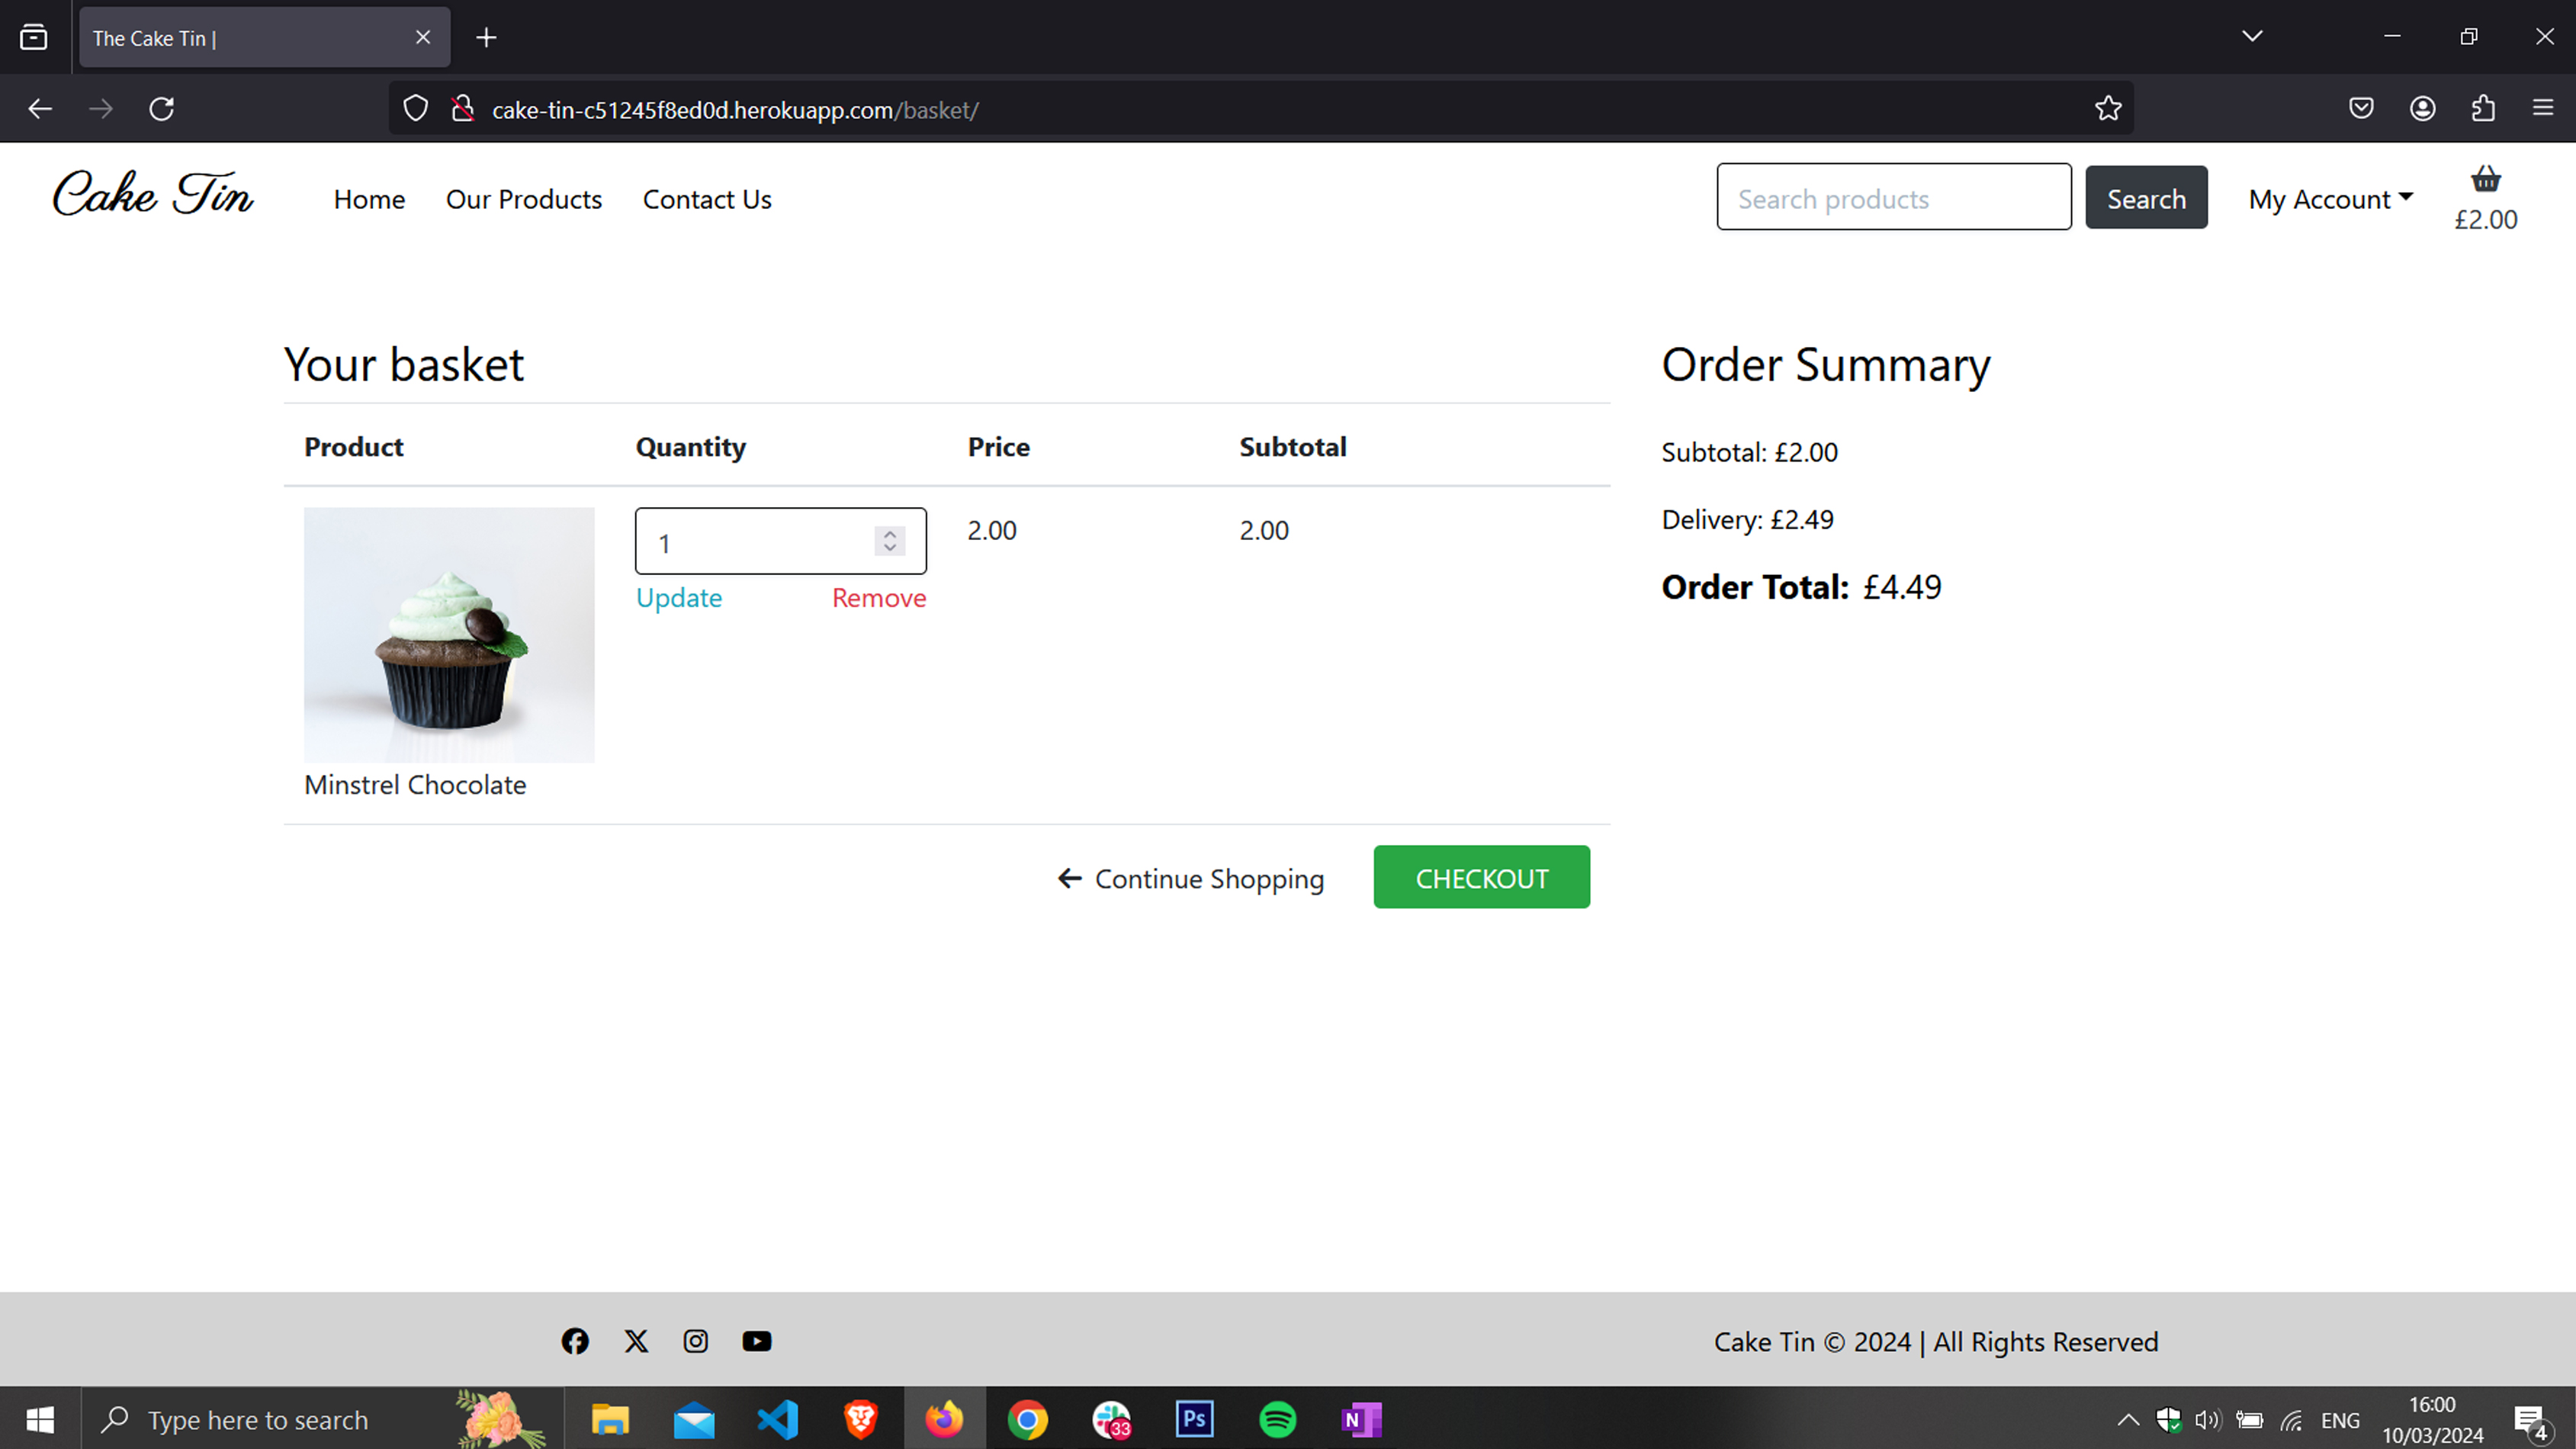 The Cake Tin |
cake-tin-c51245f8ed0d.herokuapp.com/basket/
Cake Tin
Home
Our Products
Contact Us
Search products
Search
My Account
£2.00
Your basket
Product
Quantity
Price
Subtotal
1
2.00
2.00
Update
Remove
Minstrel Chocolate
Continue Shopping
CHECKOUT
Order Summary
Subtotal: £2.00
Delivery: £2.49
Order Total: £4.49
Cake Tin © 2024 | All Rights Reserved
Type here to search
33
Ps
N
ENG
16:00
10/03/2024
4